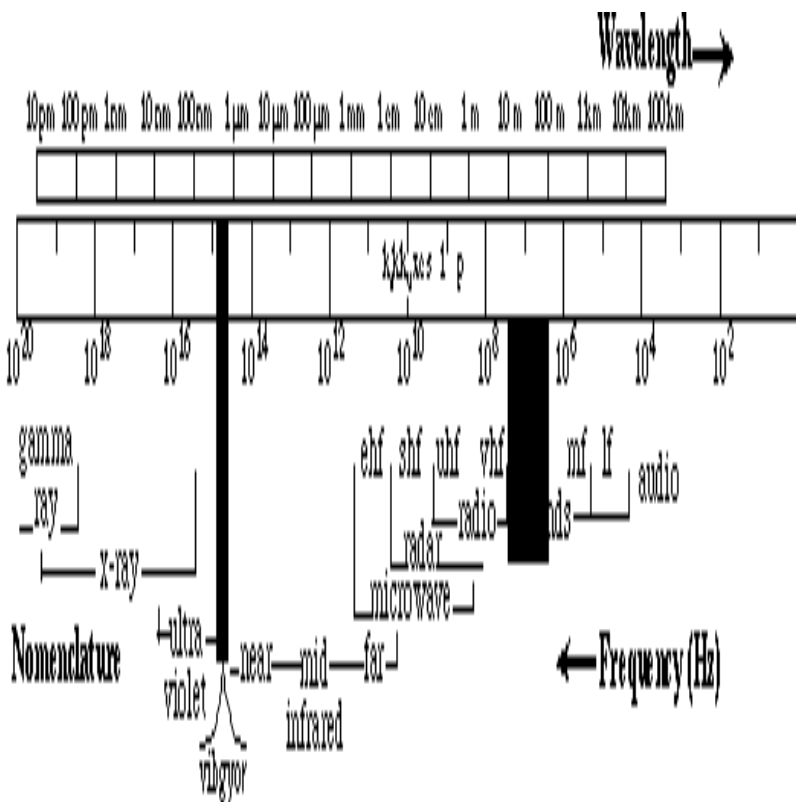 Wavelength
10pm 100pm 1nm 10nm 100nm 1μm 10μm 100μm 1mm 1cm 10cm 1m 10m 100m 1km 10km 100km
10^20 10^18 10^16 10^14 10^12 10^10 10^8 10^6 10^4 10^2
gamma ray
ehf shf uhf vhf mf lf
audio
radio nds
radar
x-ray
microwave
Nomenclature
ultra violet
near mid far
infrared
Frequency (Hz)
vibgyor